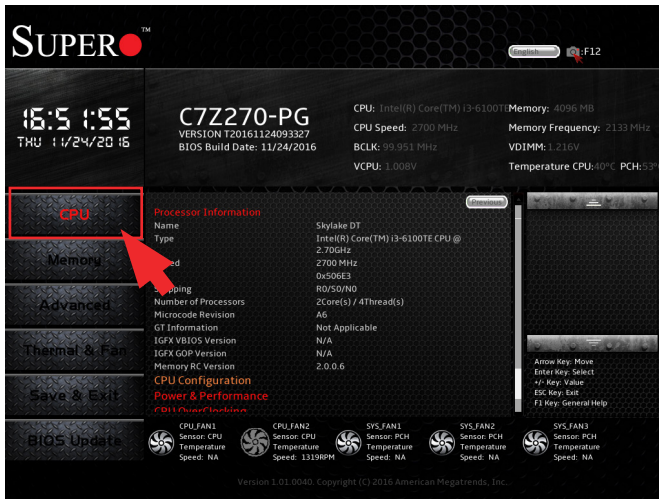 SUPER
™
English
:F12
16:51:55
THU 11/24/2016
C7Z270-PG
VERSION T20161124093327
BIOS Build Date: 11/24/2016
CPU: Intel(R) Core(TM) i3-6100TE
Memory: 4096 MB
CPU Speed: 2700 MHz
Memory Frequency: 2133 MHz
BCLK: 99.951 MHz
VDIMM: 1.216V
VCPU: 1.008V
Temperature CPU:40°C PCH:53°
CPU
Memory
Advanced
Thermal & Fan
Save & Exit
BIOS Update
Previous
Processor Information
Name Skylake DT
Type Intel(R) Core(TM) i3-6100TE CPU @
2.70GHz
ed 2700 MHz
0x506E3
pping R0/S0/N0
Number of Processors 2Core(s) / 4Thread(s)
Microcode Revision A6
GT Information Not Applicable
IGFX VBIOS Version N/A
IGFX GOP Version N/A
Memory RC Version 2.0.0.6
CPU Configuration
Power & Performance
CPU OverClocking
Arrow Key: Move
Enter Key: Select
+/- Key: Value
ESC Key: Exit
F1 Key: General Help
CPU_FAN1
Sensor: CPU
Temperature
Speed: NA
CPU_FAN2
Sensor: CPU
Temperature
Speed: 1319RPM
SYS_FAN1
Sensor: PCH
Temperature
Speed: NA
SYS_FAN2
Sensor: PCH
Temperature
Speed: NA
SYS_FAN3
Sensor: PCH
Temperature
Speed: NA
Version 1.01.0040. Copyright (C) 2016 American Megatrends, Inc.